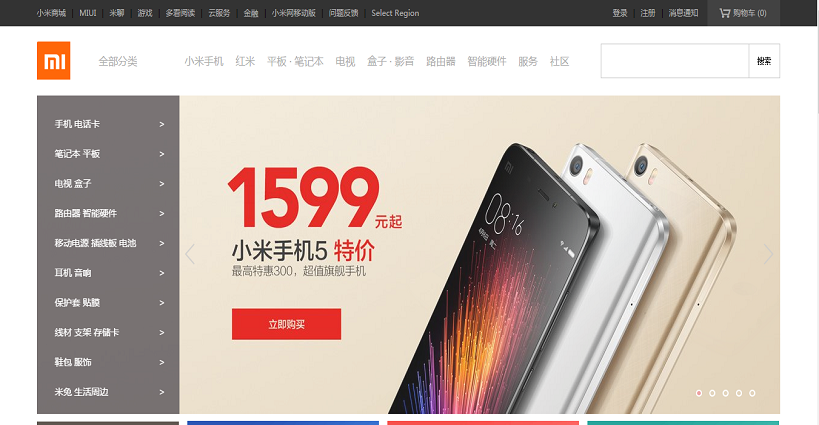 小米商城 | MIUI | 米聊 | 游戏 | 多看阅读 | 云服务 | 金融 | 小米网移动版 | 问题反馈 | Select Region 登录 | 注册 | 消息通知 购物车 (0)
全部分类 小米手机 红米 平板 · 笔记本 电视 盒子 · 影音 路由器 智能硬件 服务 社区 搜索
手机 电话卡 >
笔记本 平板 >
电视 盒子 >
路由器 智能硬件 >
移动电源 插线板 电池 >
耳机 音响 >
保护套 贴膜 >
线材 支架 存储卡 >
鞋包 服饰 >
米兔 生活周边 >
1599元起
小米手机5 特价
最高特惠300，超值旗舰手机
立即购买
08:16